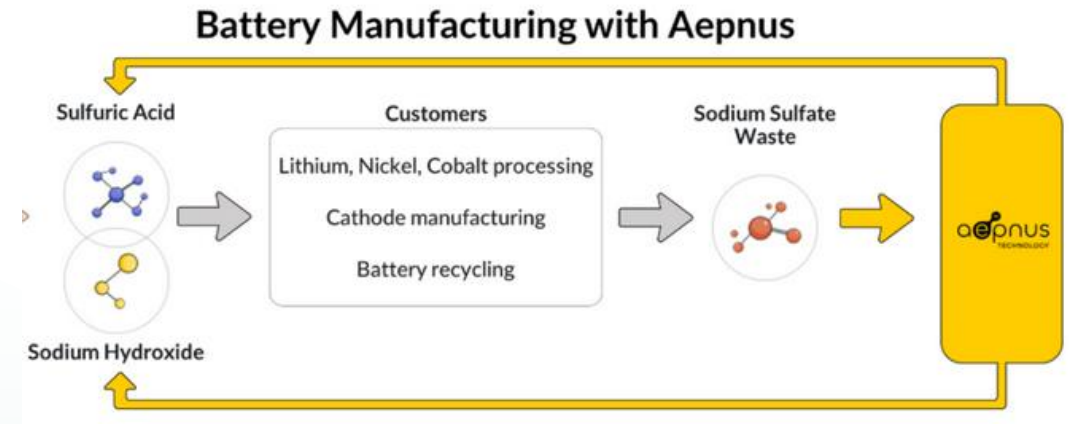 Battery Manufacturing with Aepnus
Sulfuric Acid
Customers
Sodium Sulfate
Waste
Lithium, Nickel, Cobalt processing
Cathode manufacturing
Battery recycling
aepnus
TECHNOLOGY
Sodium Hydroxide